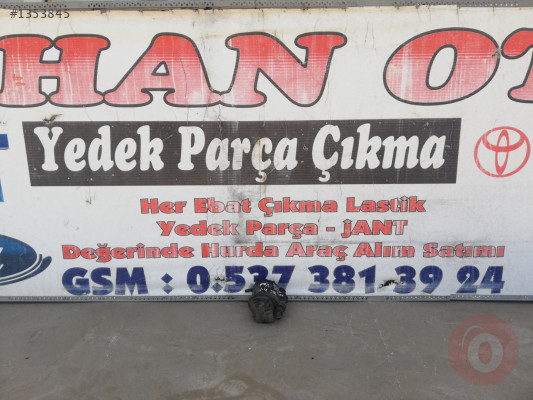 #1353845
HAN OT
Yedek Parça Çıkma
Her Ebat Çıkma Lastik
Yedek Parça - jANT
Değerinde Hurda Araç Alım Satımı
GSM : 0.537 381 39 24